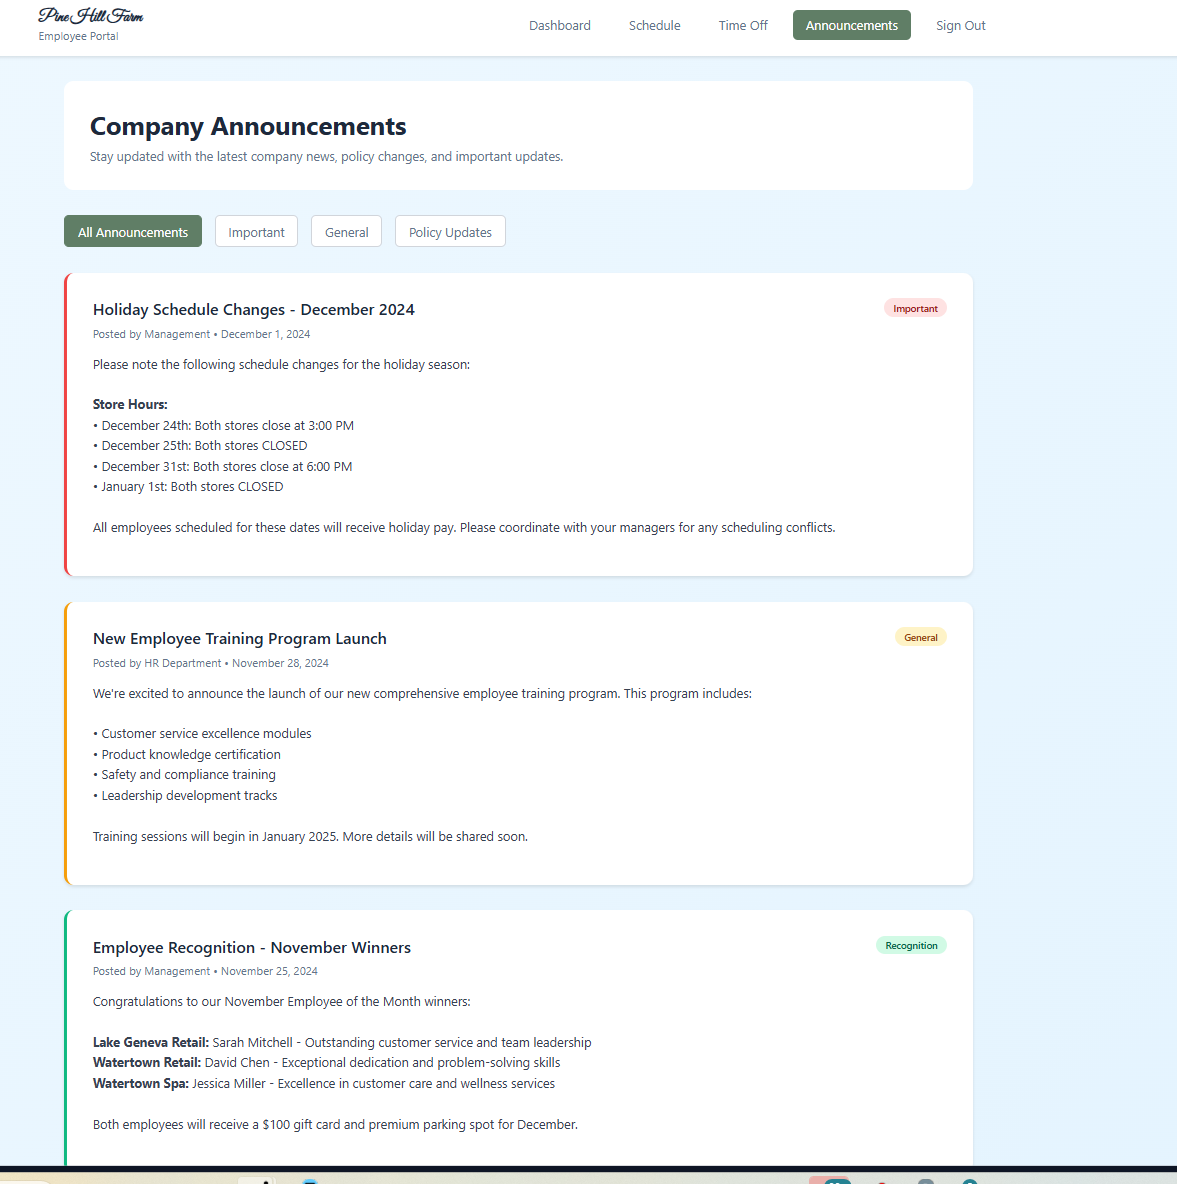 Pine Hill Farm
Employee Portal
Dashboard
Schedule
Time Off
Announcements
Sign Out
Company Announcements
Stay updated with the latest company news, policy changes, and important updates.
All Announcements
Important
General
Policy Updates
Holiday Schedule Changes - December 2024
Important
Posted by Management • December 1, 2024
Please note the following schedule changes for the holiday season:
Store Hours:
• December 24th: Both stores close at 3:00 PM
• December 25th: Both stores CLOSED
• December 31st: Both stores close at 6:00 PM
• January 1st: Both stores CLOSED
All employees scheduled for these dates will receive holiday pay. Please coordinate with your managers for any scheduling conflicts.
New Employee Training Program Launch
General
Posted by HR Department • November 28, 2024
We're excited to announce the launch of our new comprehensive employee training program. This program includes:
• Customer service excellence modules
• Product knowledge certification
• Safety and compliance training
• Leadership development tracks
Training sessions will begin in January 2025. More details will be shared soon.
Employee Recognition - November Winners
Recognition
Posted by Management • November 25, 2024
Congratulations to our November Employee of the Month winners:
Lake Geneva Retail: Sarah Mitchell - Outstanding customer service and team leadership
Watertown Retail: David Chen - Exceptional dedication and problem-solving skills
Watertown Spa: Jessica Miller - Excellence in customer care and wellness services
Both employees will receive a $100 gift card and premium parking spot for December.